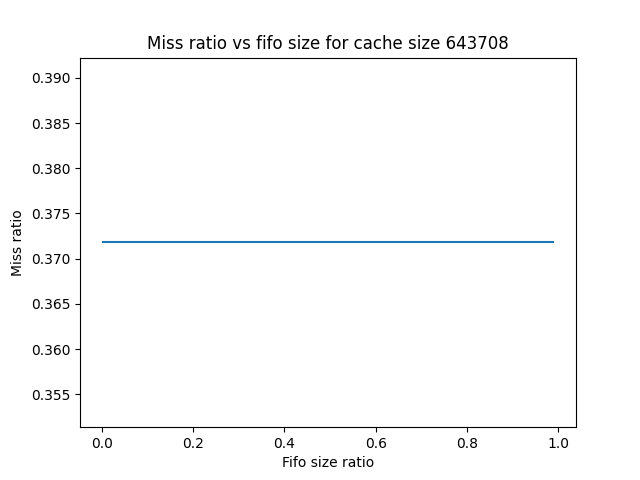 Miss ratio vs fifo size for cache size 643708
0.390
0.385
0.380
0.375
0.370
0.365
0.360
0.355
Miss ratio
0.0 0.2 0.4 0.6 0.8 1.0
Fifo size ratio